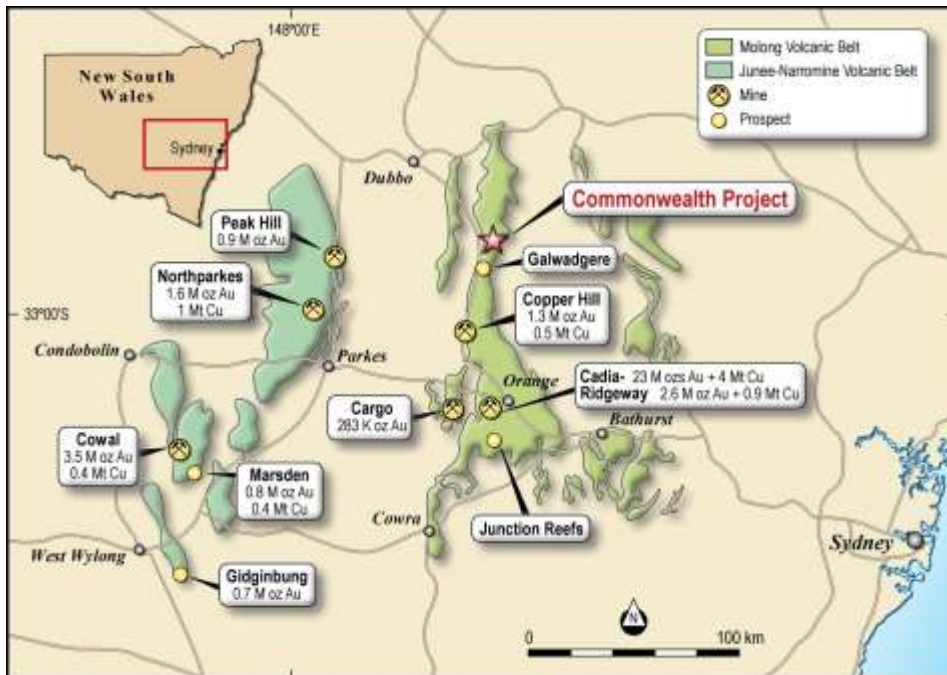 148º00'E
New South
Wales
Sydney
Molong Volcanic Belt
Junee-Narromine Volcanic Belt
Mine
Prospect
Dubbo
Commonwealth Project
Peak Hill
0.9 M oz Au
Galwadgere
Northparkes
1.6 M oz Au
1 Mt Cu
33º00'S
Copper Hill
1.3 M oz Au
0.5 Mt Cu
Condobolin
Parkes
Orange
Cadia- 23 M ozs Au + 4 Mt Cu
Ridgeway 2.6 M oz Au + 0.9 Mt Cu
Cargo
283 K oz Au
Bathurst
Cowal
3.5 M oz Au
0.4 Mt Cu
Marsden
0.8 M oz Au
0.4 Mt Cu
Cowra
Junction Reefs
Sydney
West Wylong
Gidginbung
0.7 M oz Au
N
0 100 km